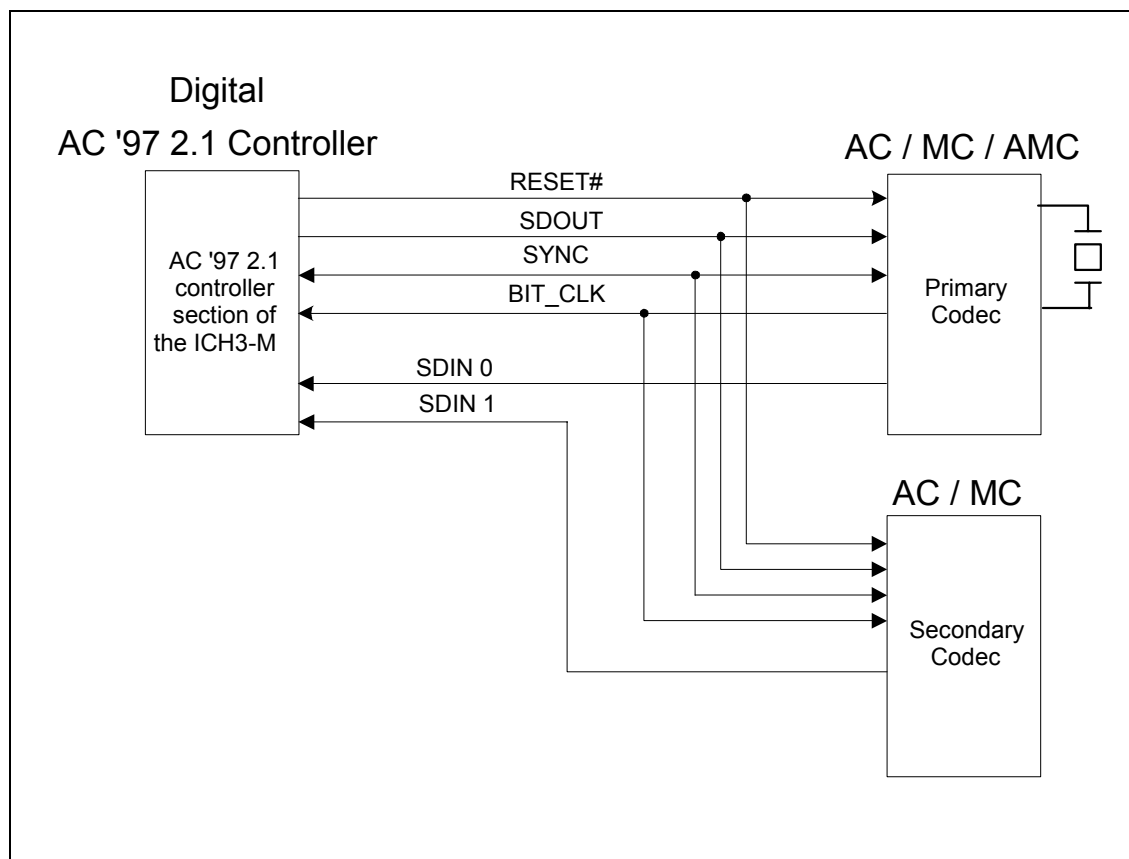 Digital
AC '97 2.1 Controller
AC / MC / AMC
RESET#
SDOUT
SYNC
BIT_CLK
SDIN 0
SDIN 1
AC '97 2.1
controller
section of
the ICH3-M
Primary
Codec
AC / MC
Secondary
Codec